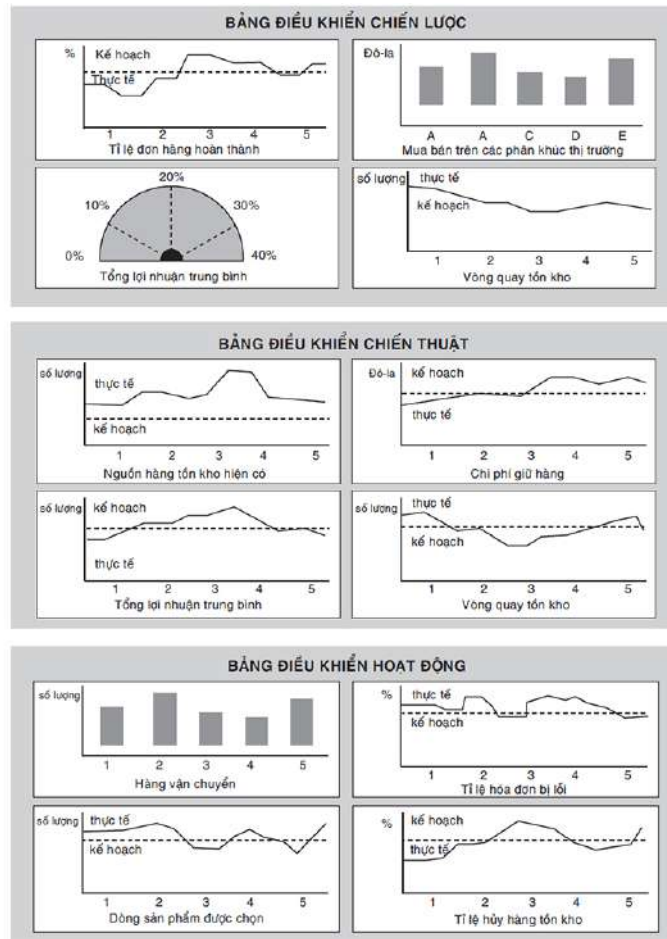 BẢNG ĐIỀU KHIỂN CHIẾN LƯỢC
%
Kế hoạch
Thực tế
1 2 3 4 5
Tỉ lệ đơn hàng hoàn thành
Đô-la
A A C D E
Mua bán trên các phân khúc thị trường
0% 10% 20% 30% 40%
Tổng lợi nhuận trung bình
số lượng
thực tế
kế hoạch
1 2 3 4 5
Vòng quay tồn kho
BẢNG ĐIỀU KHIỂN CHIẾN THUẬT
số lượng
thực tế
kế hoạch
1 2 3 4 5
Nguồn hàng tồn kho hiện có
Đô-la
kế hoạch
thực tế
1 2 3 4 5
Chi phí giữ hàng
số lượng
kế hoạch
thực tế
1 2 3 4 5
Tổng lợi nhuận trung bình
số lượng
thực tế
kế hoạch
1 2 3 4 5
Vòng quay tồn kho
BẢNG ĐIỀU KHIỂN HOẠT ĐỘNG
số lượng
1 2 3 4 5
Hàng vận chuyển
%
thực tế
kế hoạch
1 2 3 4 5
Tỉ lệ hóa đơn bị lỗi
số lượng
thực tế
kế hoạch
1 2 3 4 5
Dòng sản phẩm được chọn
%
kế hoạch
thực tế
1 2 3 4 5
Tỉ lệ hủy hàng tồn kho